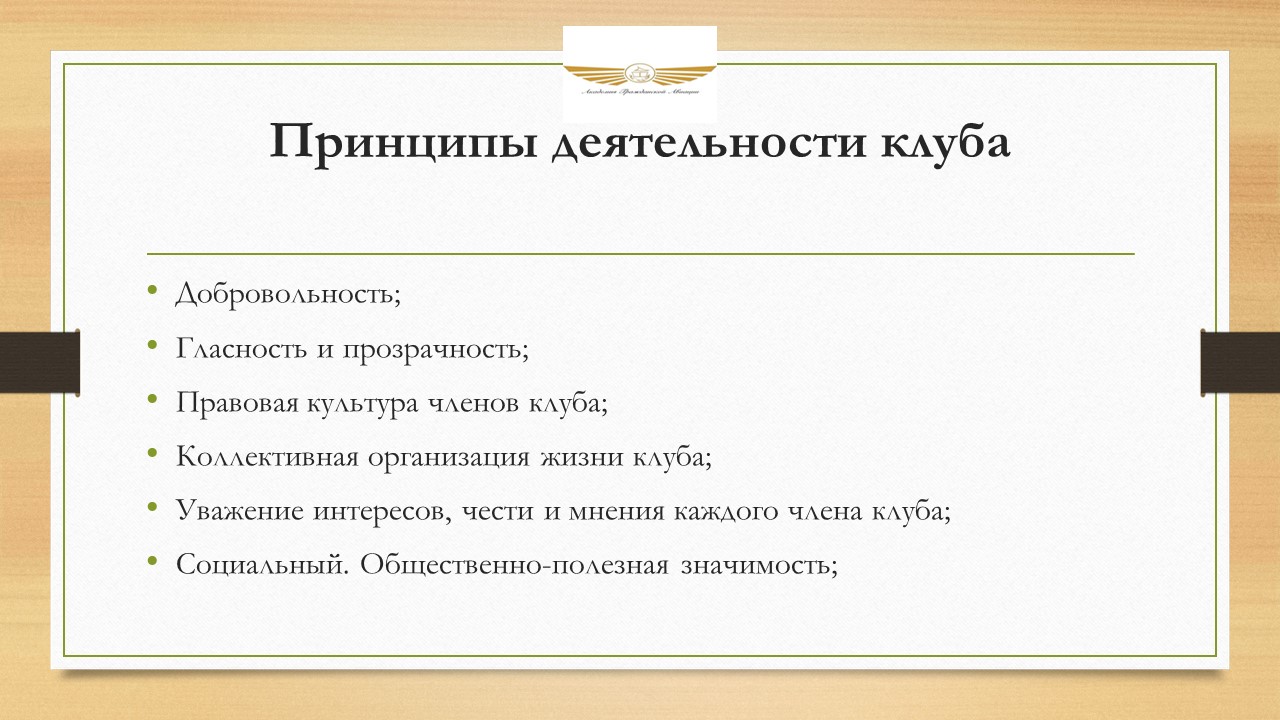 Академия Гражданской Авиации
Принципы деятельности клуба
• Добровольность;
• Гласность и прозрачность;
• Правовая культура членов клуба;
• Коллективная организация жизни клуба;
• Уважение интересов, чести и мнения каждого члена клуба;
• Социальный. Общественно-полезная значимость;